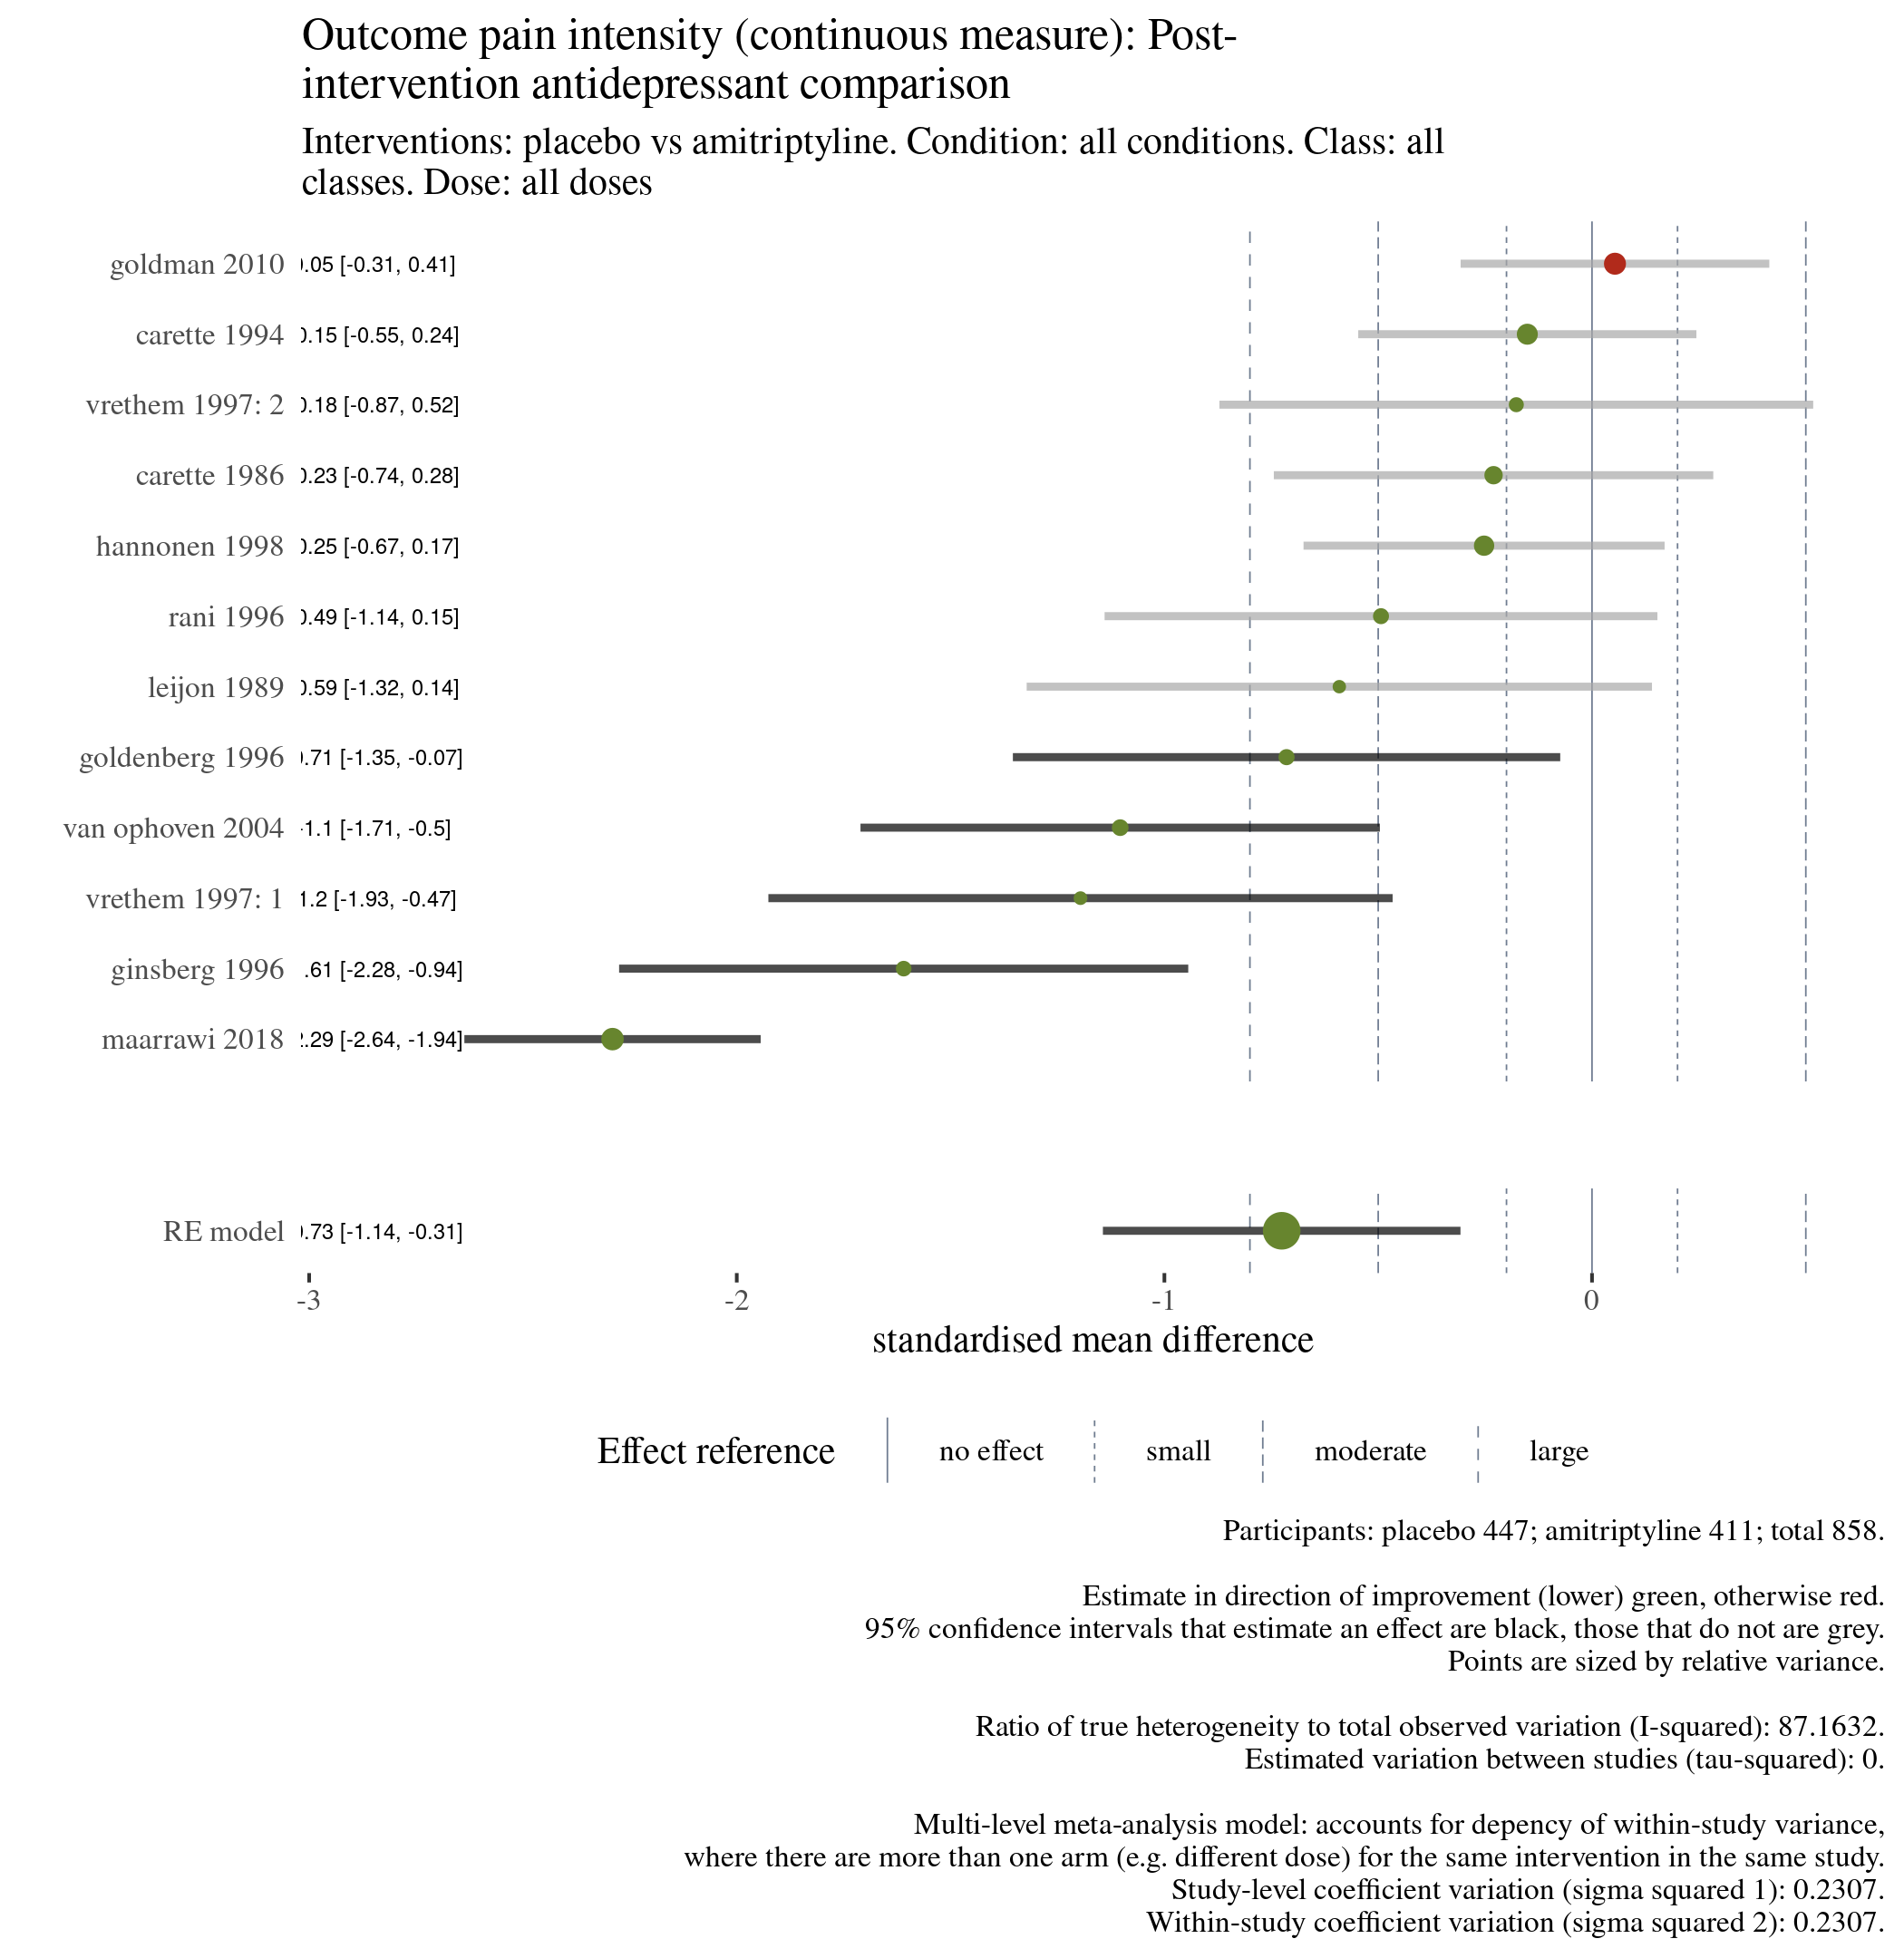 Outcome pain intensity (continuous measure): Post-
intervention antidepressant comparison
Interventions: placebo vs amitriptyline. Condition: all conditions. Class: all
classes. Dose: all doses
goldman 2010 .05 [-0.31, 0.41]
carette 1994 0.15 [-0.55, 0.24]
vrethem 1997: 2 0.18 [-0.87, 0.52]
carette 1986 0.23 [-0.74, 0.28]
hannonen 1998 0.25 [-0.67, 0.17]
rani 1996 0.49 [-1.14, 0.15]
leijon 1989 0.59 [-1.32, 0.14]
goldenberg 1996 .71 [-1.35, -0.07]
van ophoven 2004 -1.1 [-1.71, -0.5]
vrethem 1997: 1 1.2 [-1.93, -0.47]
ginsberg 1996 .61 [-2.28, -0.94]
maarrawi 2018 .29 [-2.64, -1.94]
RE model .73 [-1.14, -0.31]
-3 -2 -1 0
standardised mean difference
Effect reference no effect small moderate large
Participants: placebo 447; amitriptyline 411; total 858.
Estimate in direction of improvement (lower) green, otherwise red.
95% confidence intervals that estimate an effect are black, those that do not are grey.
Points are sized by relative variance.
Ratio of true heterogeneity to total observed variation (I-squared): 87.1632.
Estimated variation between studies (tau-squared): 0.
Multi-level meta-analysis model: accounts for depency of within-study variance,
where there are more than one arm (e.g. different dose) for the same intervention in the same study.
Study-level coefficient variation (sigma squared 1): 0.2307.
Within-study coefficient variation (sigma squared 2): 0.2307.